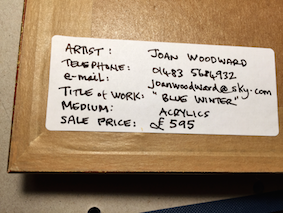 ARTIST: JOAN WOODWARD
TELEPHONE: 01483 5684932
e-mail: joanwoodward@sky.com
TITLE of WORK: "BLUE WINTER"
MEDIUM: ACRYLICS
SALE PRICE: £595